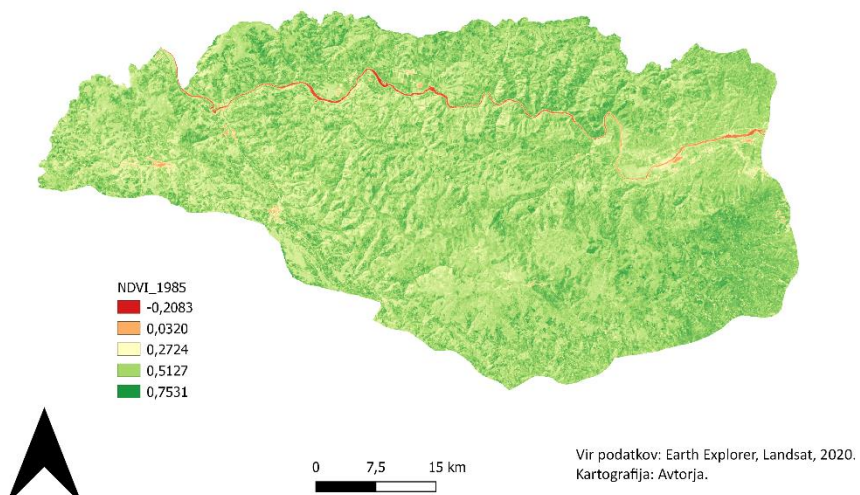 NDVI_1985
-0,2083
0,0320
0,2724
0,5127
0,7531
0 7,5 15 km
Vir podatkov: Earth Explorer, Landsat, 2020.
Kartografija: Avtorja.